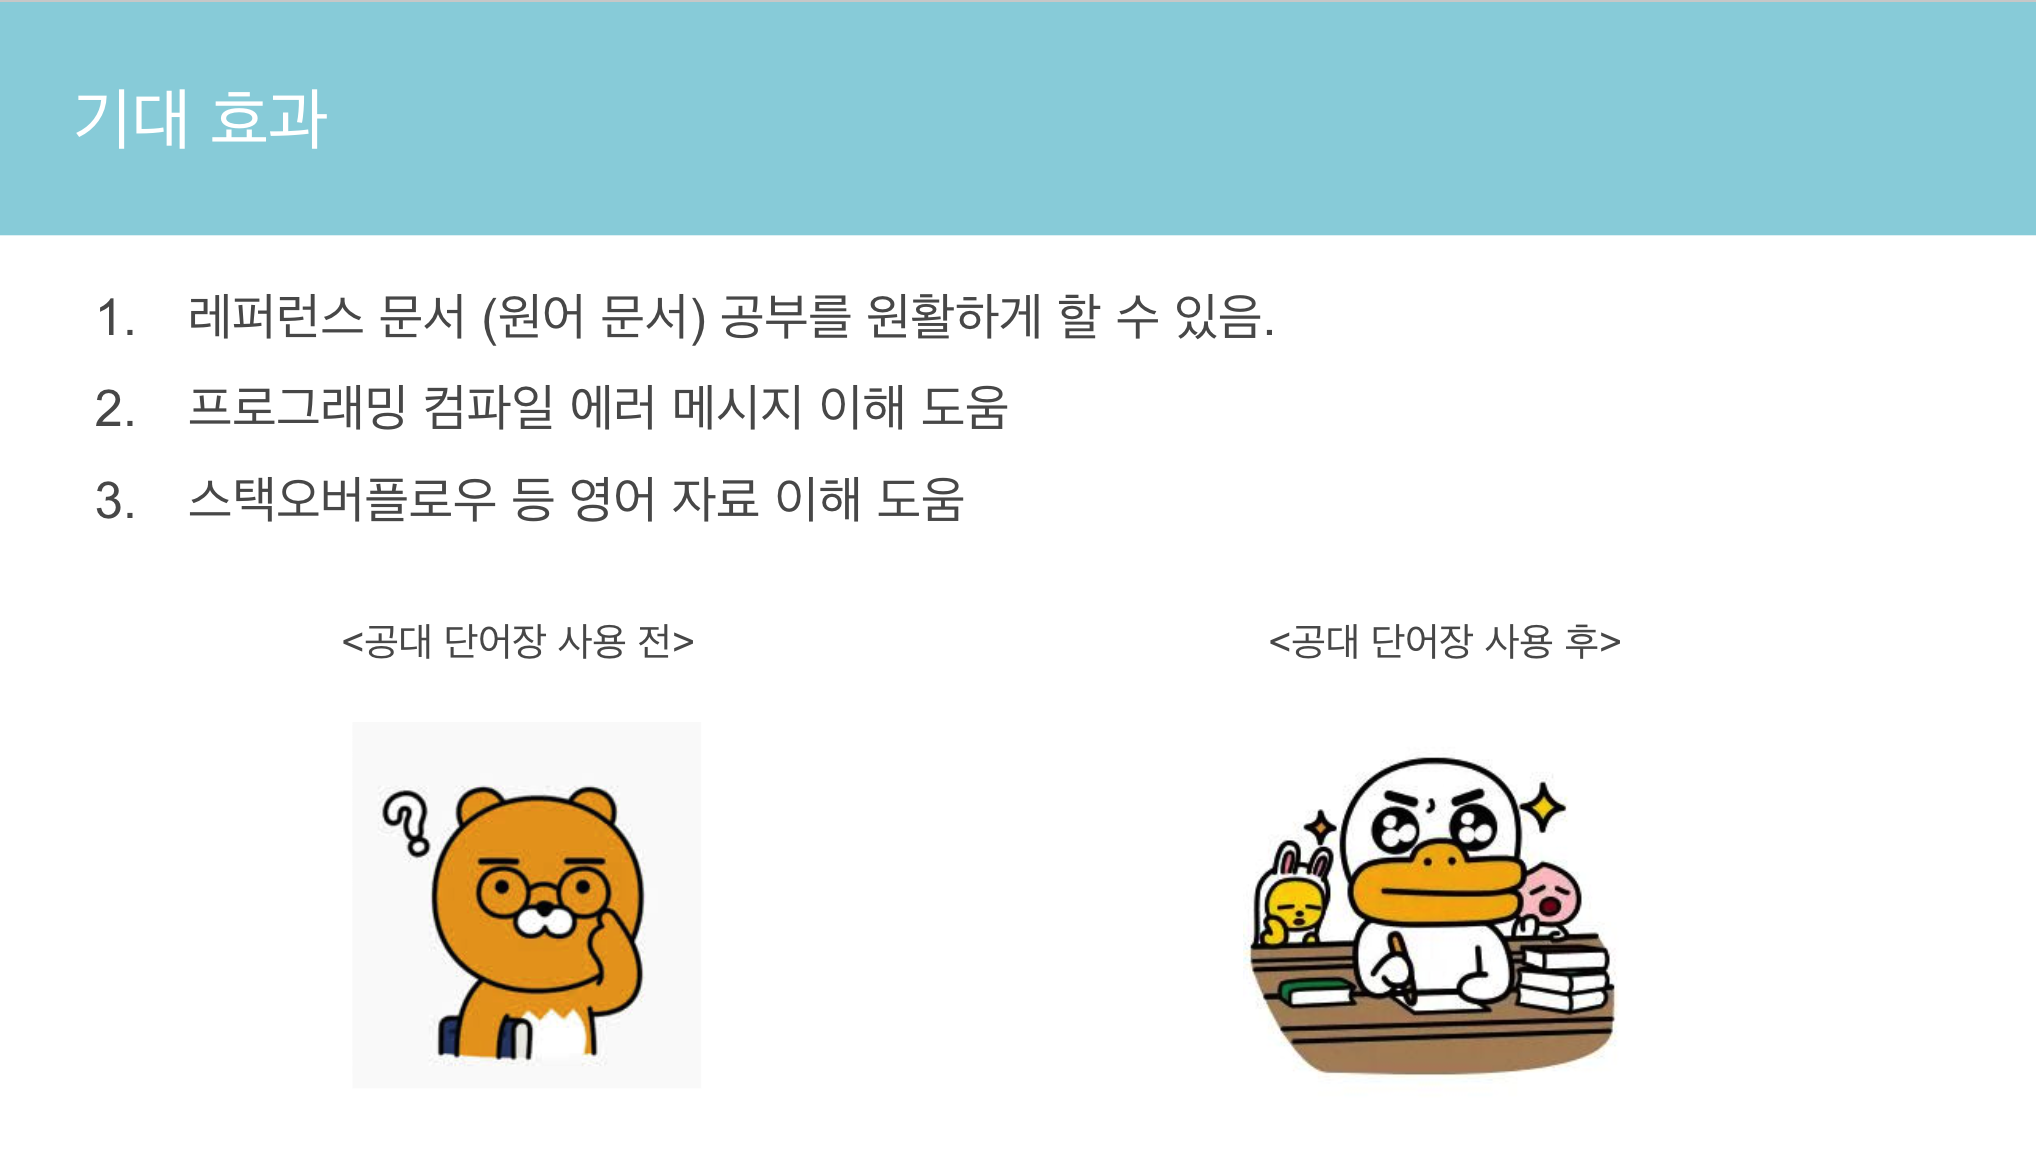 기대 효과
1. 레퍼런스 문서 (원어 문서) 공부를 원활하게 할 수 있음.
2. 프로그래밍 컴파일 에러 메시지 이해 도움
3. 스택오버플로우 등 영어 자료 이해 도움
<공대 단어장 사용 전>
<공대 단어장 사용 후>
?